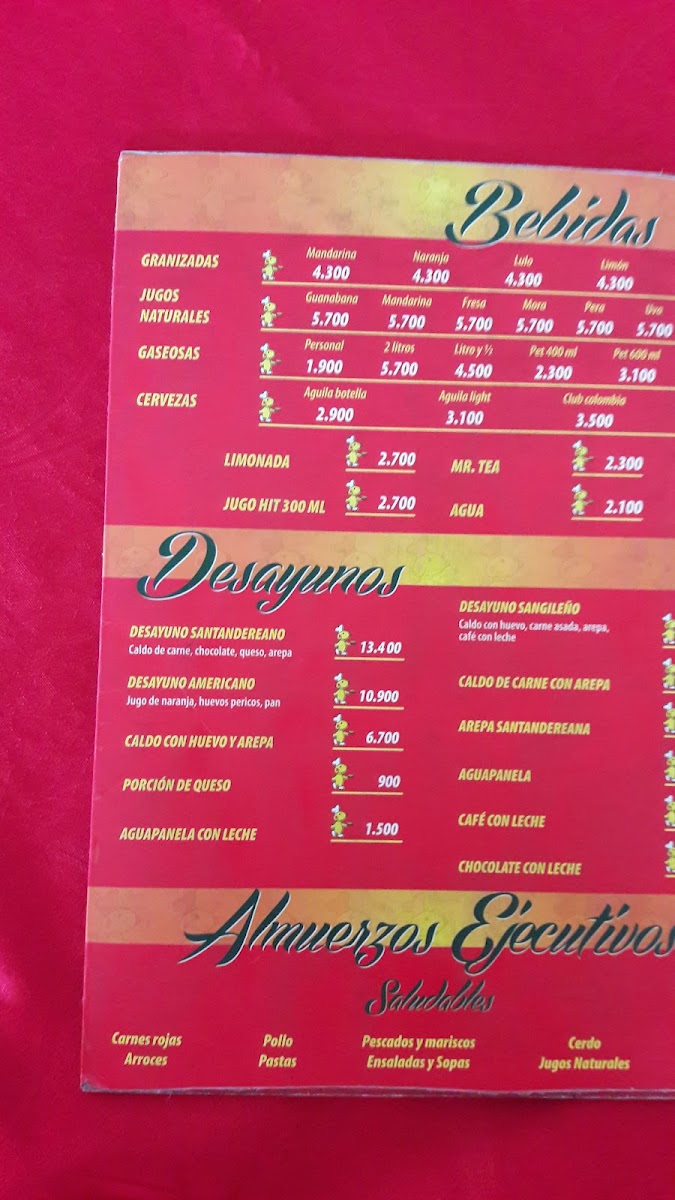 Bebidas
GRANIZADAS
Mandarina Naranja Lulo Limón
4.300 4.300 4.300 4.300
JUGOS
NATURALES
Guanabana Mandarina Fresa Mora Pera Uva
5.700 5.700 5.700 5.700 5.700 5.700
GASEOSAS
Personal 2 litros Litro y ½ Pet 400 ml Pet 600 ml
1.900 5.700 4.500 2.300 3.100
CERVEZAS
Aguila botella Aguila light Club colombia
2.900 3.100 3.500
LIMONADA 2.700 MR. TEA 2.300
JUGO HIT 300 ML 2.700 AGUA 2.100
Desayunos
DESAYUNO SANTANDEREANO
Caldo de carne, chocolate, queso, arepa 13.400
DESAYUNO AMERICANO
Jugo de naranja, huevos pericos, pan 10.900
CALDO CON HUEVO Y AREPA 6.700
PORCIÓN DE QUESO 900
AGUAPANELA CON LECHE 1.500
DESAYUNO SANGILEÑO
Caldo con huevo, carne asada, arepa,
café con leche
CALDO DE CARNE CON AREPA
AREPA SANTANDEREANA
AGUAPANELA
CAFÉ CON LECHE
CHOCOLATE CON LECHE
Almuerzos Ejecutivos
Saludables
Carnes rojas Pollo Pescados y mariscos Cerdo
Arroces Pastas Ensaladas y Sopas Jugos Naturales